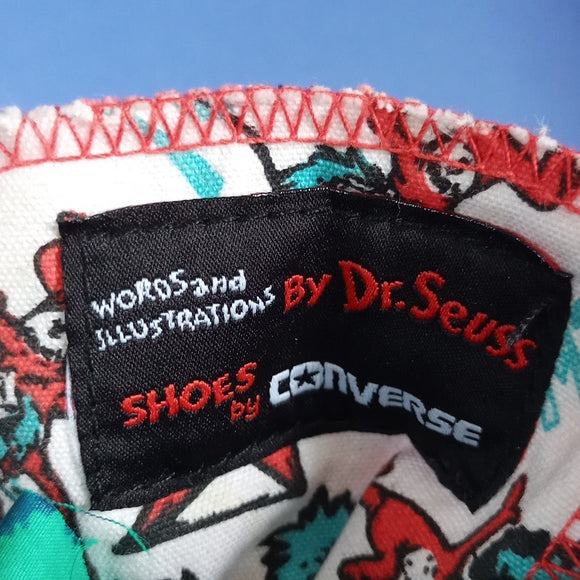 WORDS and ILLUSTRATIONS By Dr. Seuss
SHOES by CONVERSE